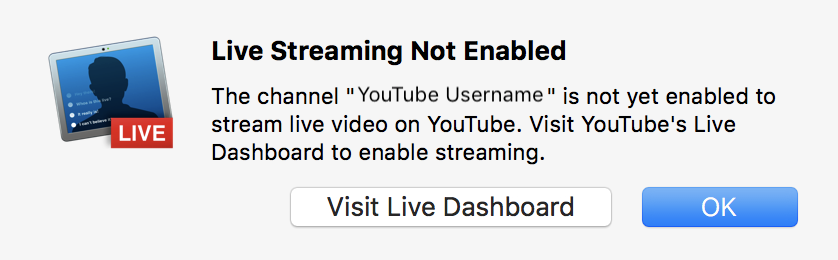 Live Streaming Not Enabled
The channel "YouTube Username" is not yet enabled to
stream live video on YouTube. Visit YouTube's Live
Dashboard to enable streaming.
LIVE
Visit Live Dashboard
OK